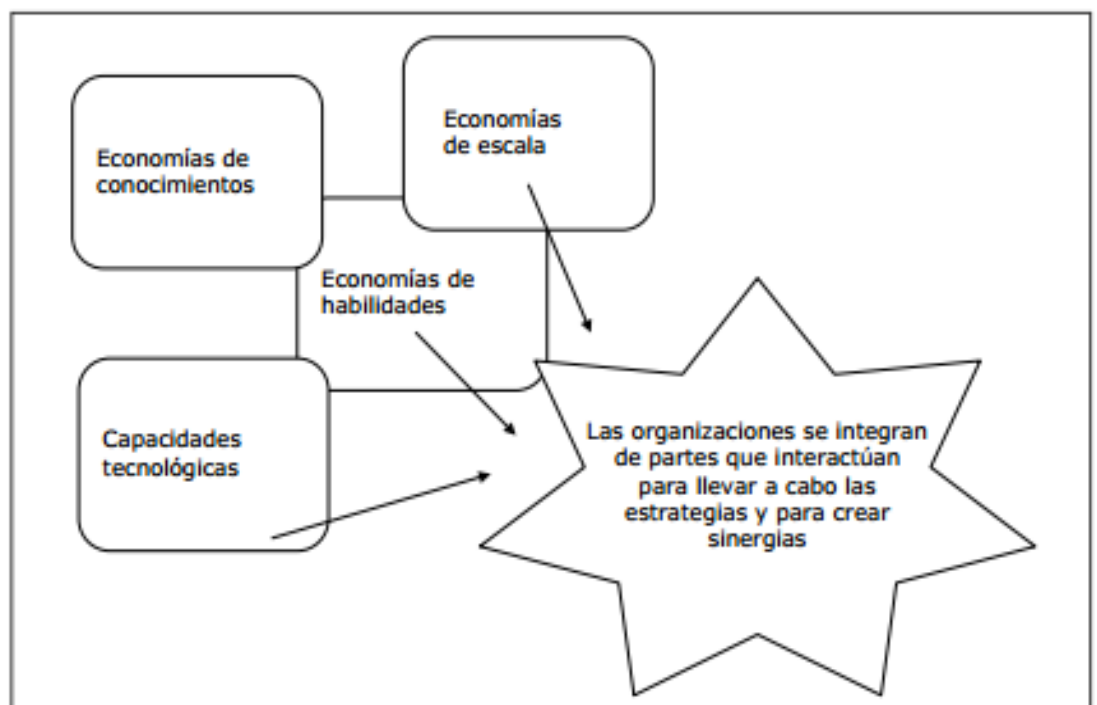 Economías
de escala
Economías de
conocimientos
Economías de
habilidades
Capacidades
tecnológicas
Las organizaciones se integran
de partes que interactúan
para llevar a cabo las
estrategias y para crear
sinergias